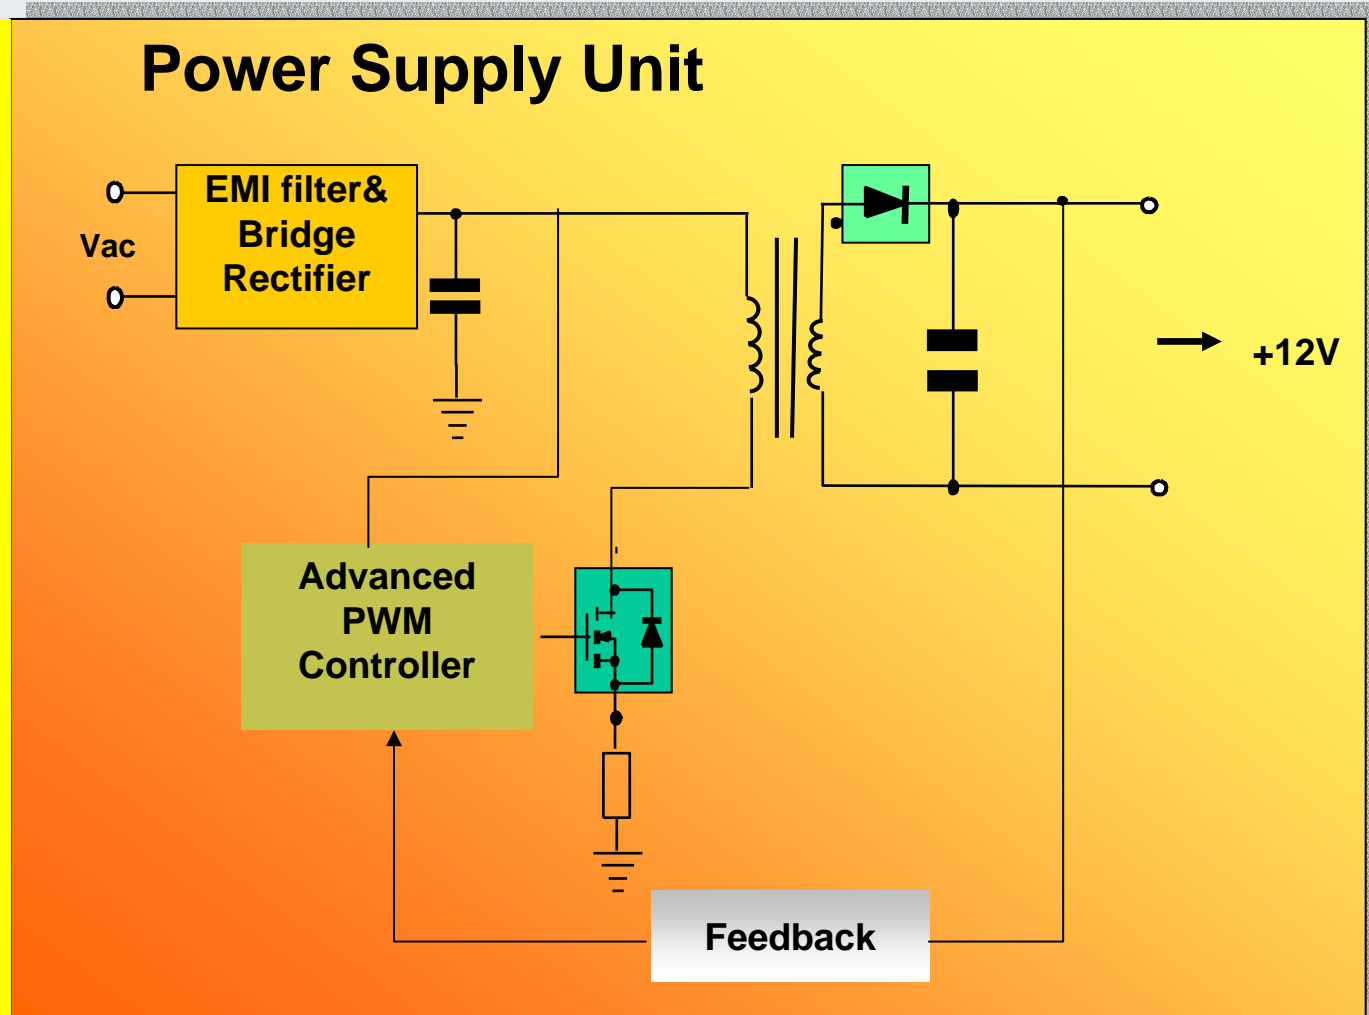 Power Supply Unit
EMI filter&
Bridge
Rectifier
Vac
+12V
Advanced
PWM
Controller
Feedback